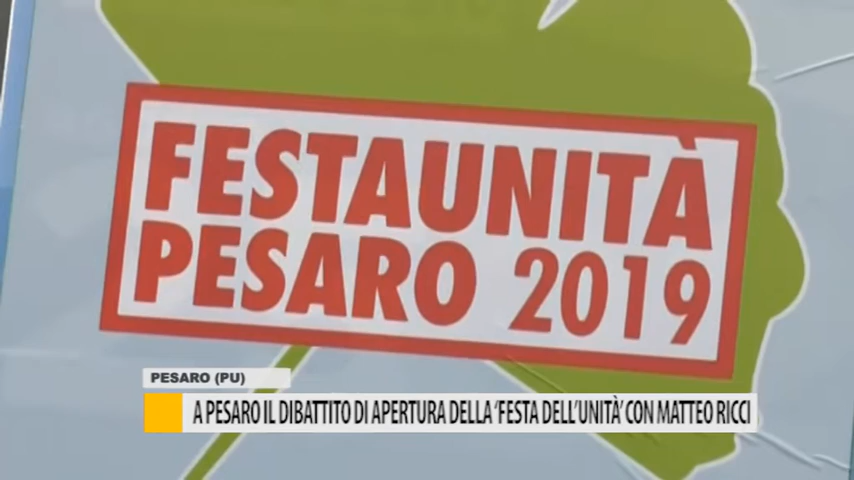 FESTAUNITÀ
PESARO 2019
PESARO (PU)
A PESARO IL DIBATTITO DI APERTURA DELLA 'FESTA DELL'UNITÀ' CON MATTEO RICCI